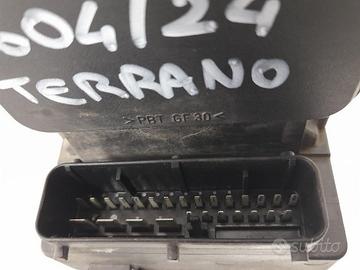 004/24
TERRANO
>PBT GF30<
subito